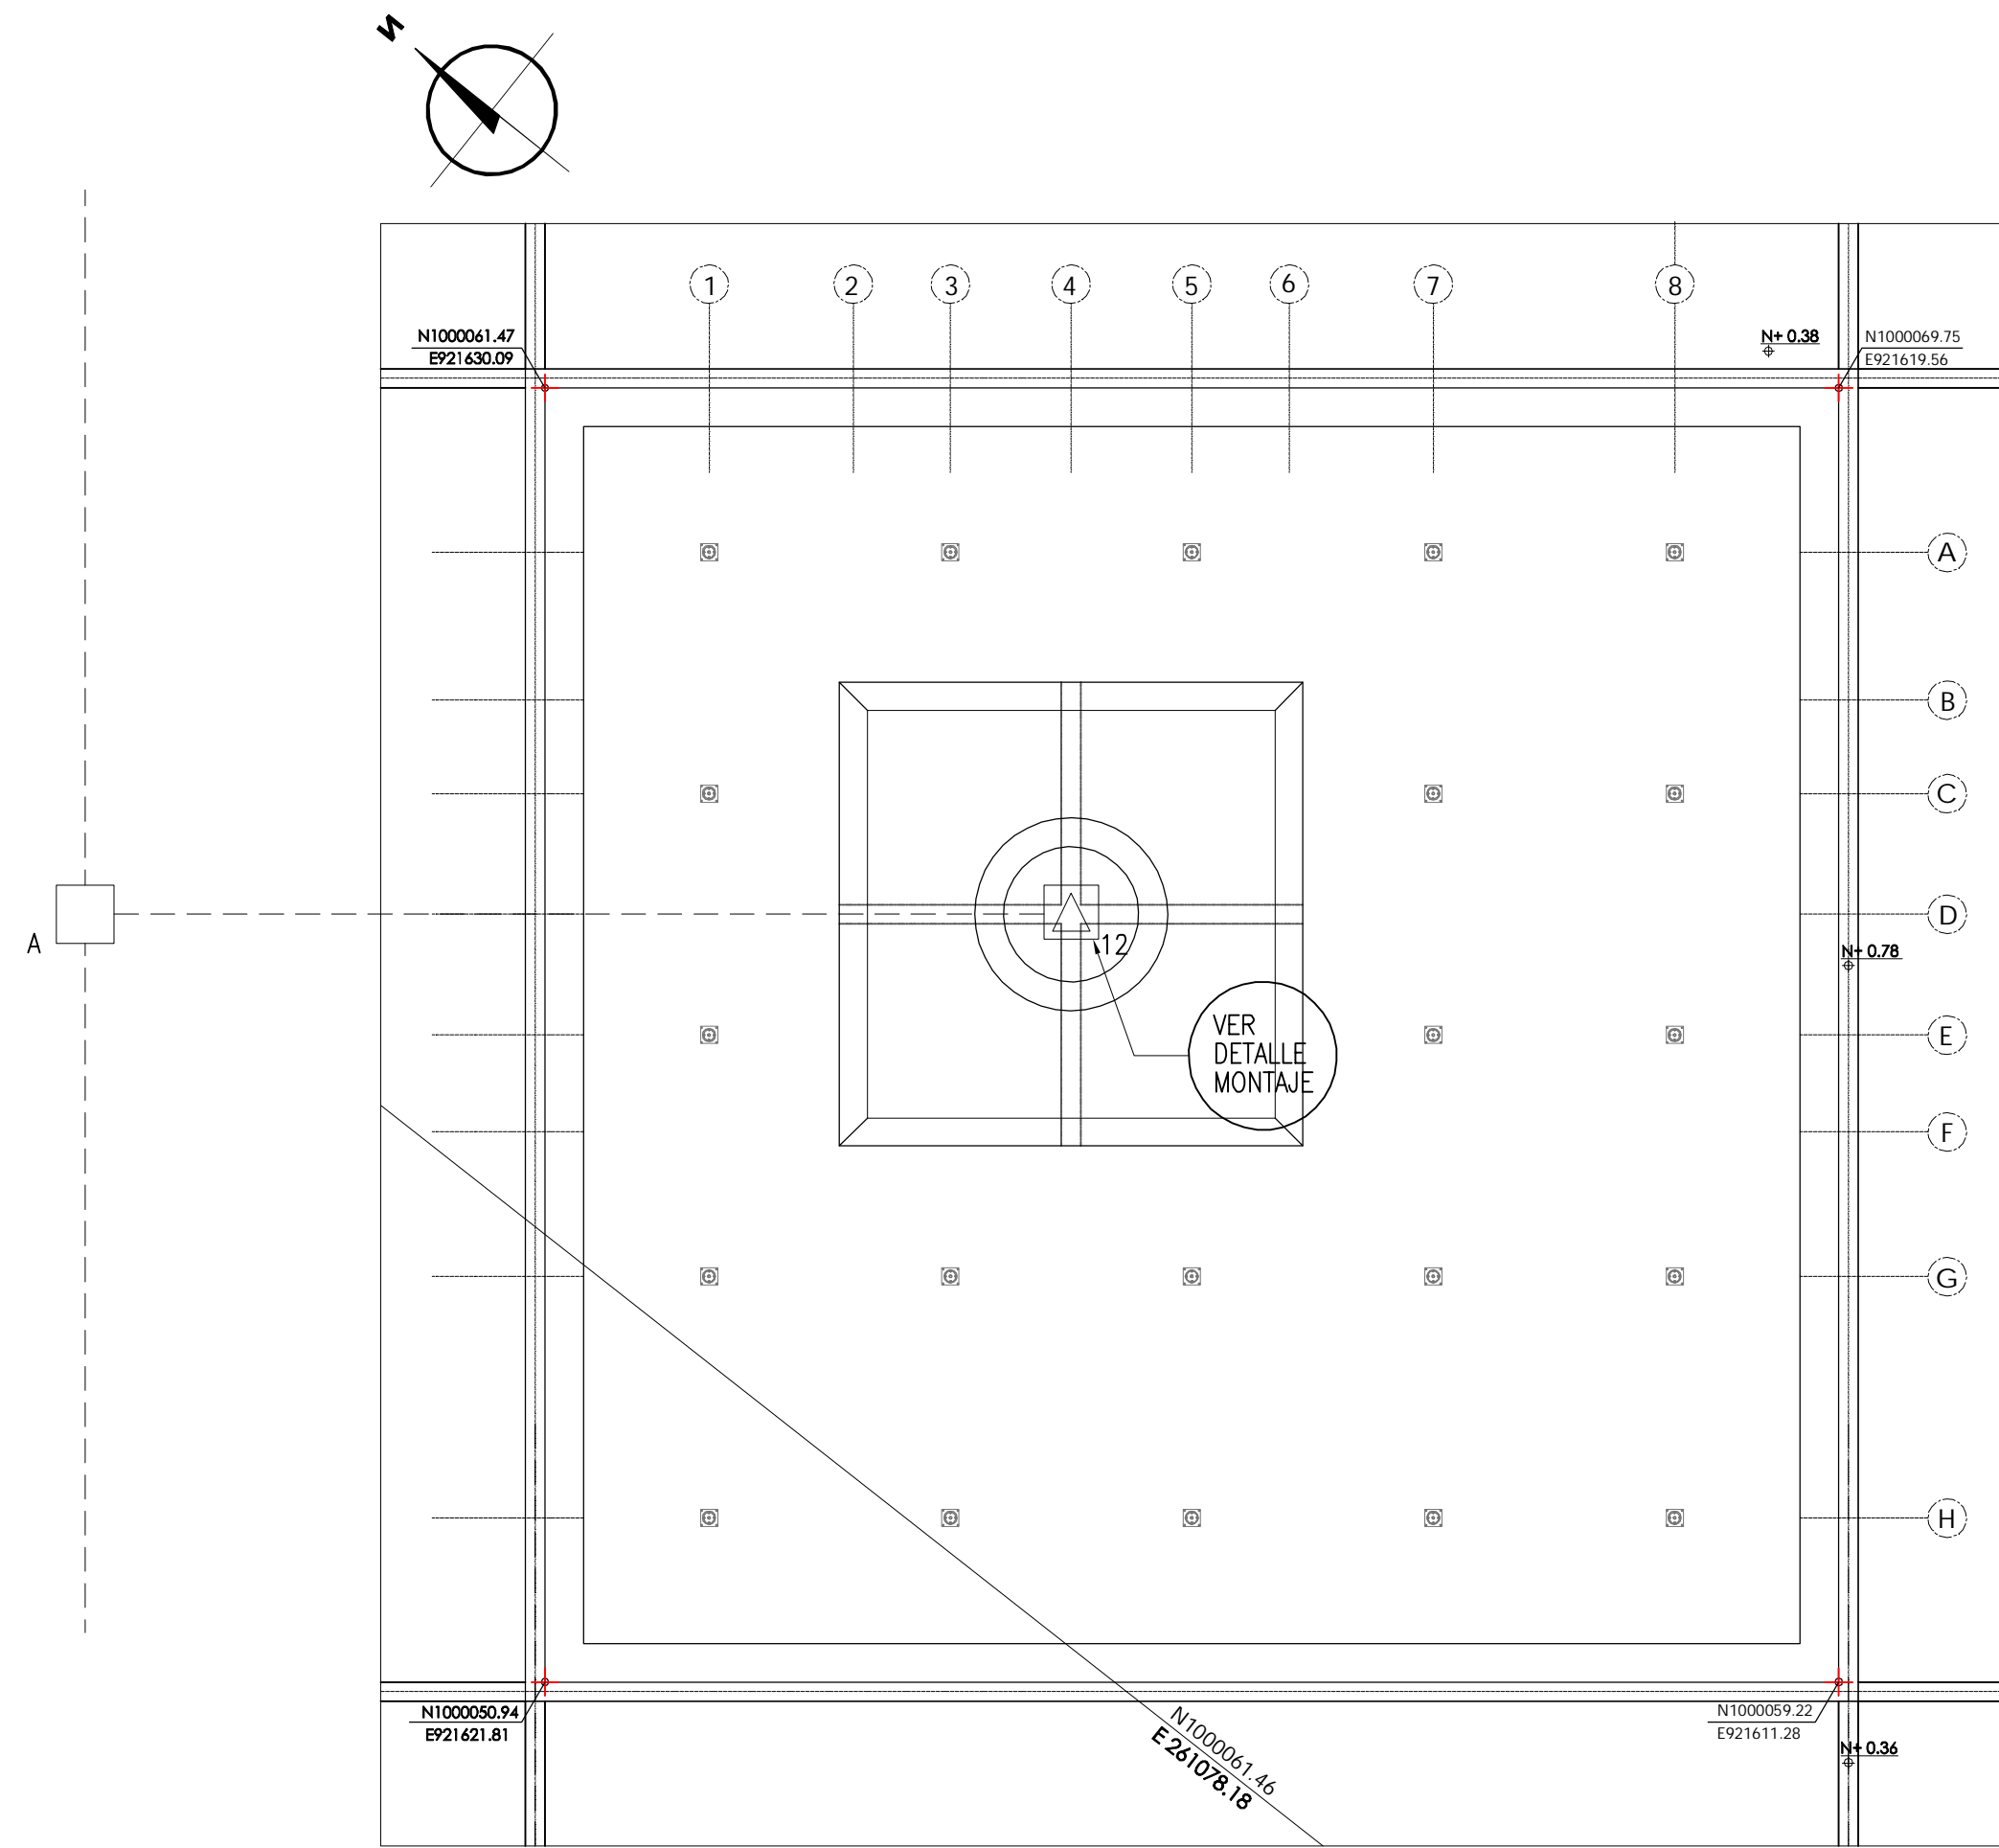 N
1
2
3
4
5
6
7
8
N1000061.47
E921630.09
N+ 0.38
N1000069.75
E921619.56
A
B
C
D
A
12
N+ 0.78
VER
DETALLE
MONTAJE
E
F
G
H
N1000050.94
E921621.81
N1000061.46
E 261078.18
N1000059.22
E921611.28
N+ 0.36